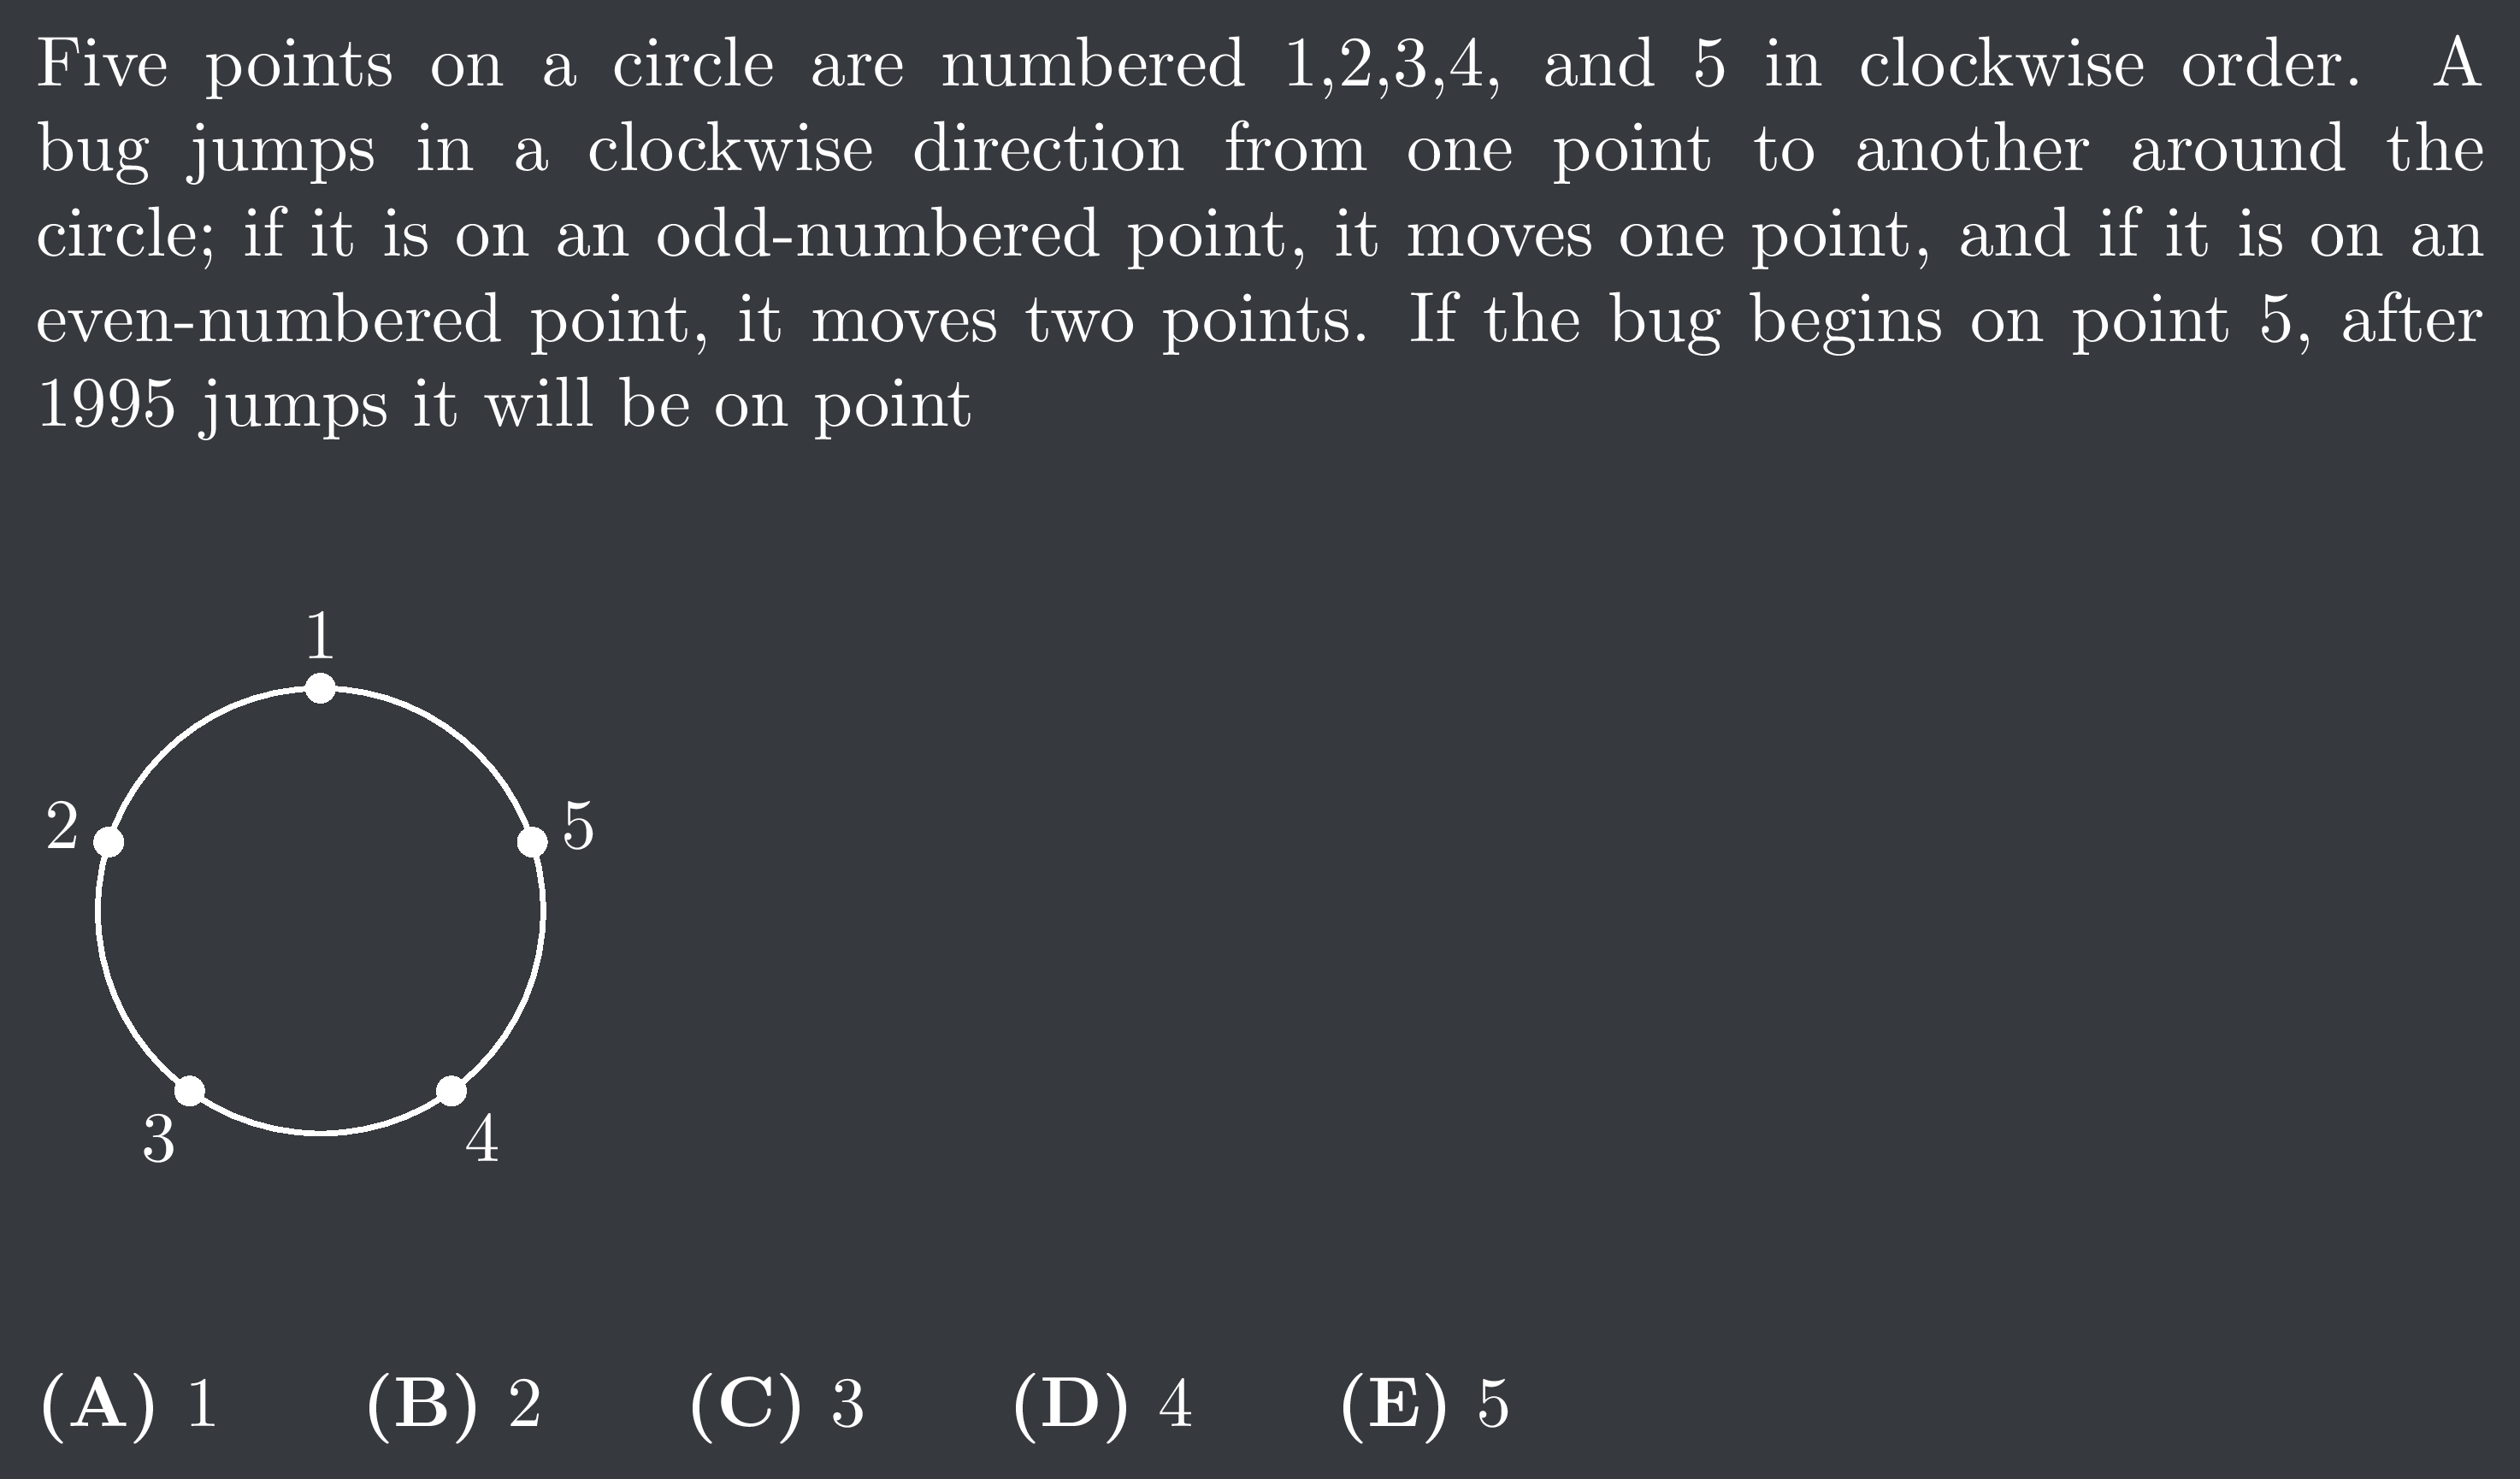 Five points on a circle are numbered 1,2,3,4, and 5 in clockwise order. A
bug jumps in a clockwise direction from one point to another around the
circle; if it is on an odd-numbered point, it moves one point, and if it is on an
even-numbered point, it moves two points. If the bug begins on point 5, after
1995 jumps it will be on point
1
2 5
3 4
(A) 1 (B) 2 (C) 3 (D) 4 (E) 5